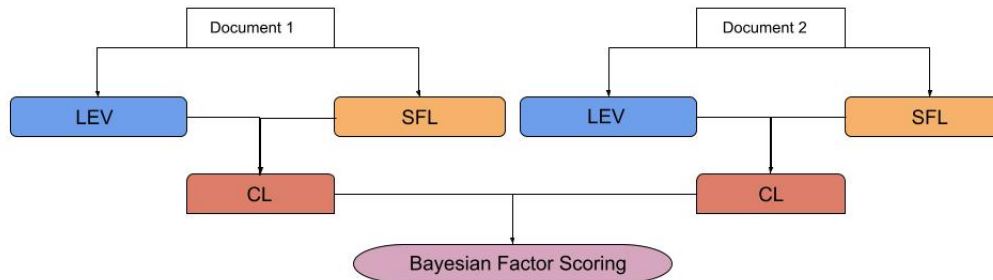 Document 1
Document 2
LEV
SFL
LEV
SFL
CL
CL
Bayesian Factor Scoring